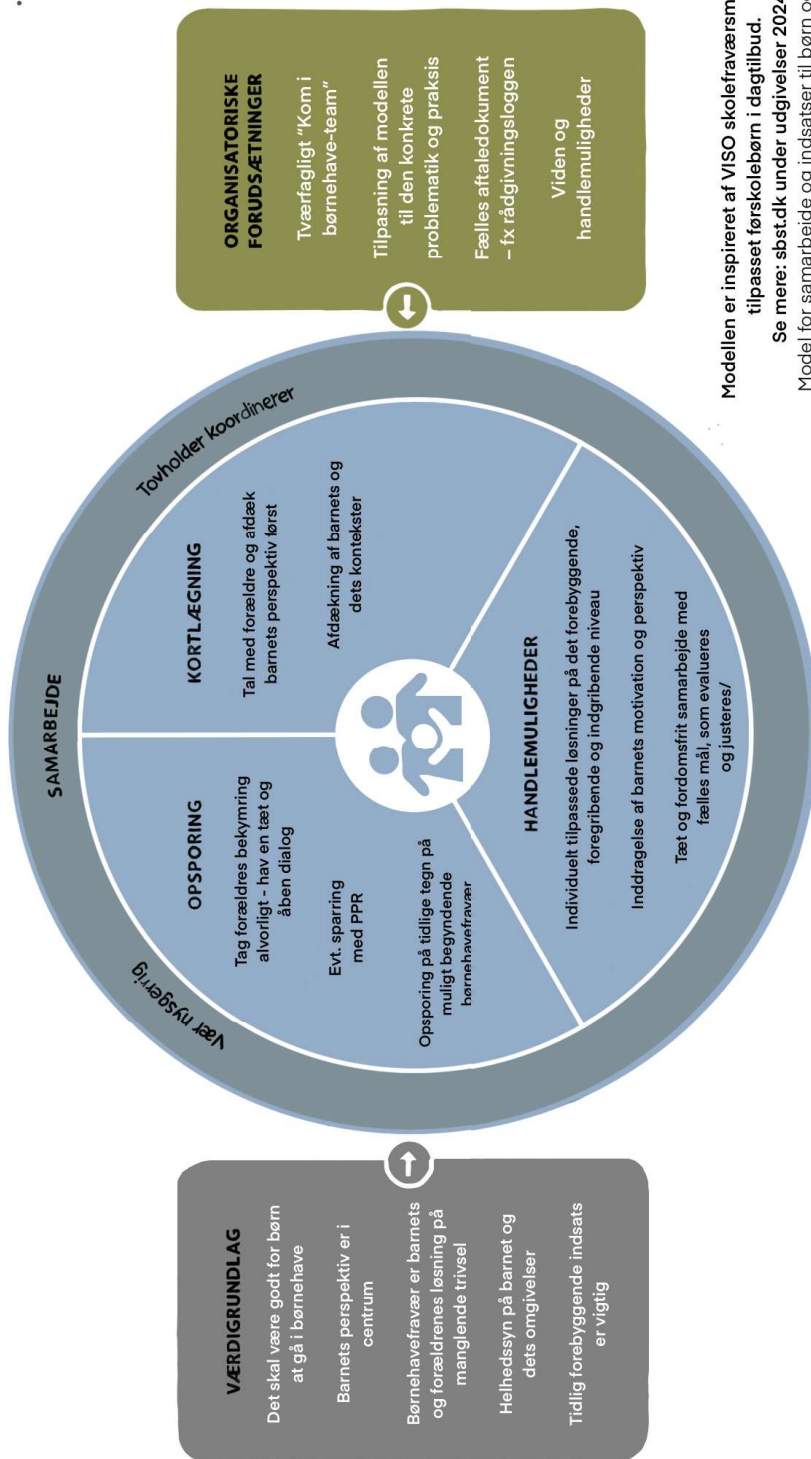 VÆRDIGRUNDLAG
Det skal være godt for børn
at gå i børnehave
Barnets perspektiv er i
centrum
Børnehavefravær er barnets
og forældrenes løsning på
manglende trivsel
Helhedssyn på barnet og
dets omgivelser
Tidlig forebyggende indsats
er vigtig
SAMARBEJDE
Vær nysgerrig
Tovholder koordinerer
OPSPORING
Tag forældres bekymring
alvorligt - hav en tæt og
åben dialog
Evt. sparring
med PPR
Opsporing på tidlige tegn på
muligt begyndende
børnehavefravær
KORTLÆGNING
Tal med forældre og afdæk
barnets perspektiv først
Afdækning af barnets og
dets kontekster
HANDLEMULIGHEDER
Individuelt tilpassede løsninger på det forebyggende,
foregribende og indgribende niveau
Inddragelse af barnets motivation og perspektiv
Tæt og fordomsfrit samarbejde med
fælles mål, som evalueres
og justeres/
ORGANISATORISKE
FORUDSÆTNINGER
Tværfagligt "Kom i
børnehave-team"
Tilpasning af modellen
til den konkrete
problematik og praksis
Fælles aftaledokument
– fx rådgivningsloggen
Viden og
handlemuligheder
Modellen er inspireret af VISO skolefraværsm
tilpasset førskolebørn i dagtilbud.
Se mere: sbst.dk under udgivelser 2024
Model for samarbejde og indsatser til børn o